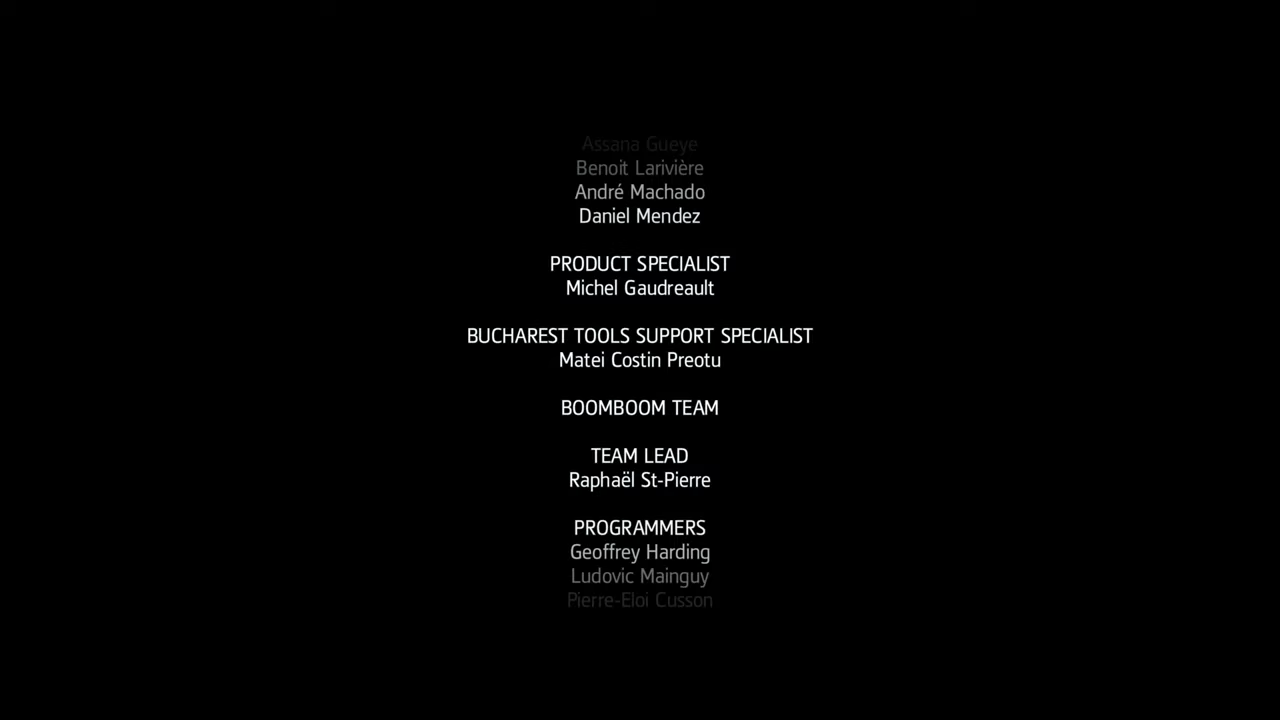 Assana Gueye
Benoit Larivière
André Machado
Daniel Mendez
PRODUCT SPECIALIST
Michel Gaudreault
BUCHAREST TOOLS SUPPORT SPECIALIST
Matei Costin Preotu
BOOMBOOM TEAM
TEAM LEAD
Raphaël St-Pierre
PROGRAMMERS
Geoffrey Harding
Ludovic Mainguy
Pierre-Eloi Cusson